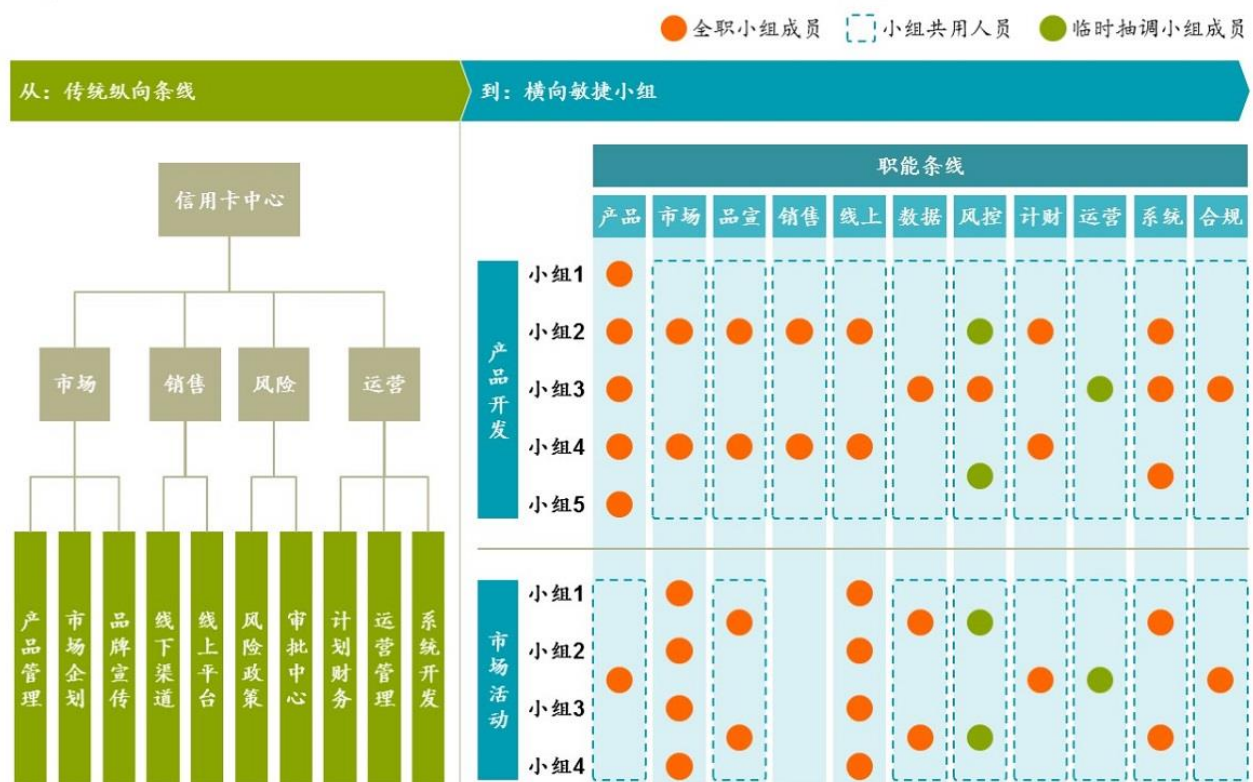 全职小组成员 小组共用人员 临时抽调小组成员
从：传统纵向条线
到：横向敏捷小组
信用卡中心
市场 销售 风险 运营
产品管理
市场企划
品牌宣传
线下渠道
线上平台
风险政策
审批中心
计划财务
运营管理
系统开发
职能条线
产品 市场 品宣 销售 线上 数据 风控 计财 运营 系统 合规
产品开发
小组1
小组2
小组3
小组4
小组5
市场活动
小组1
小组2
小组3
小组4